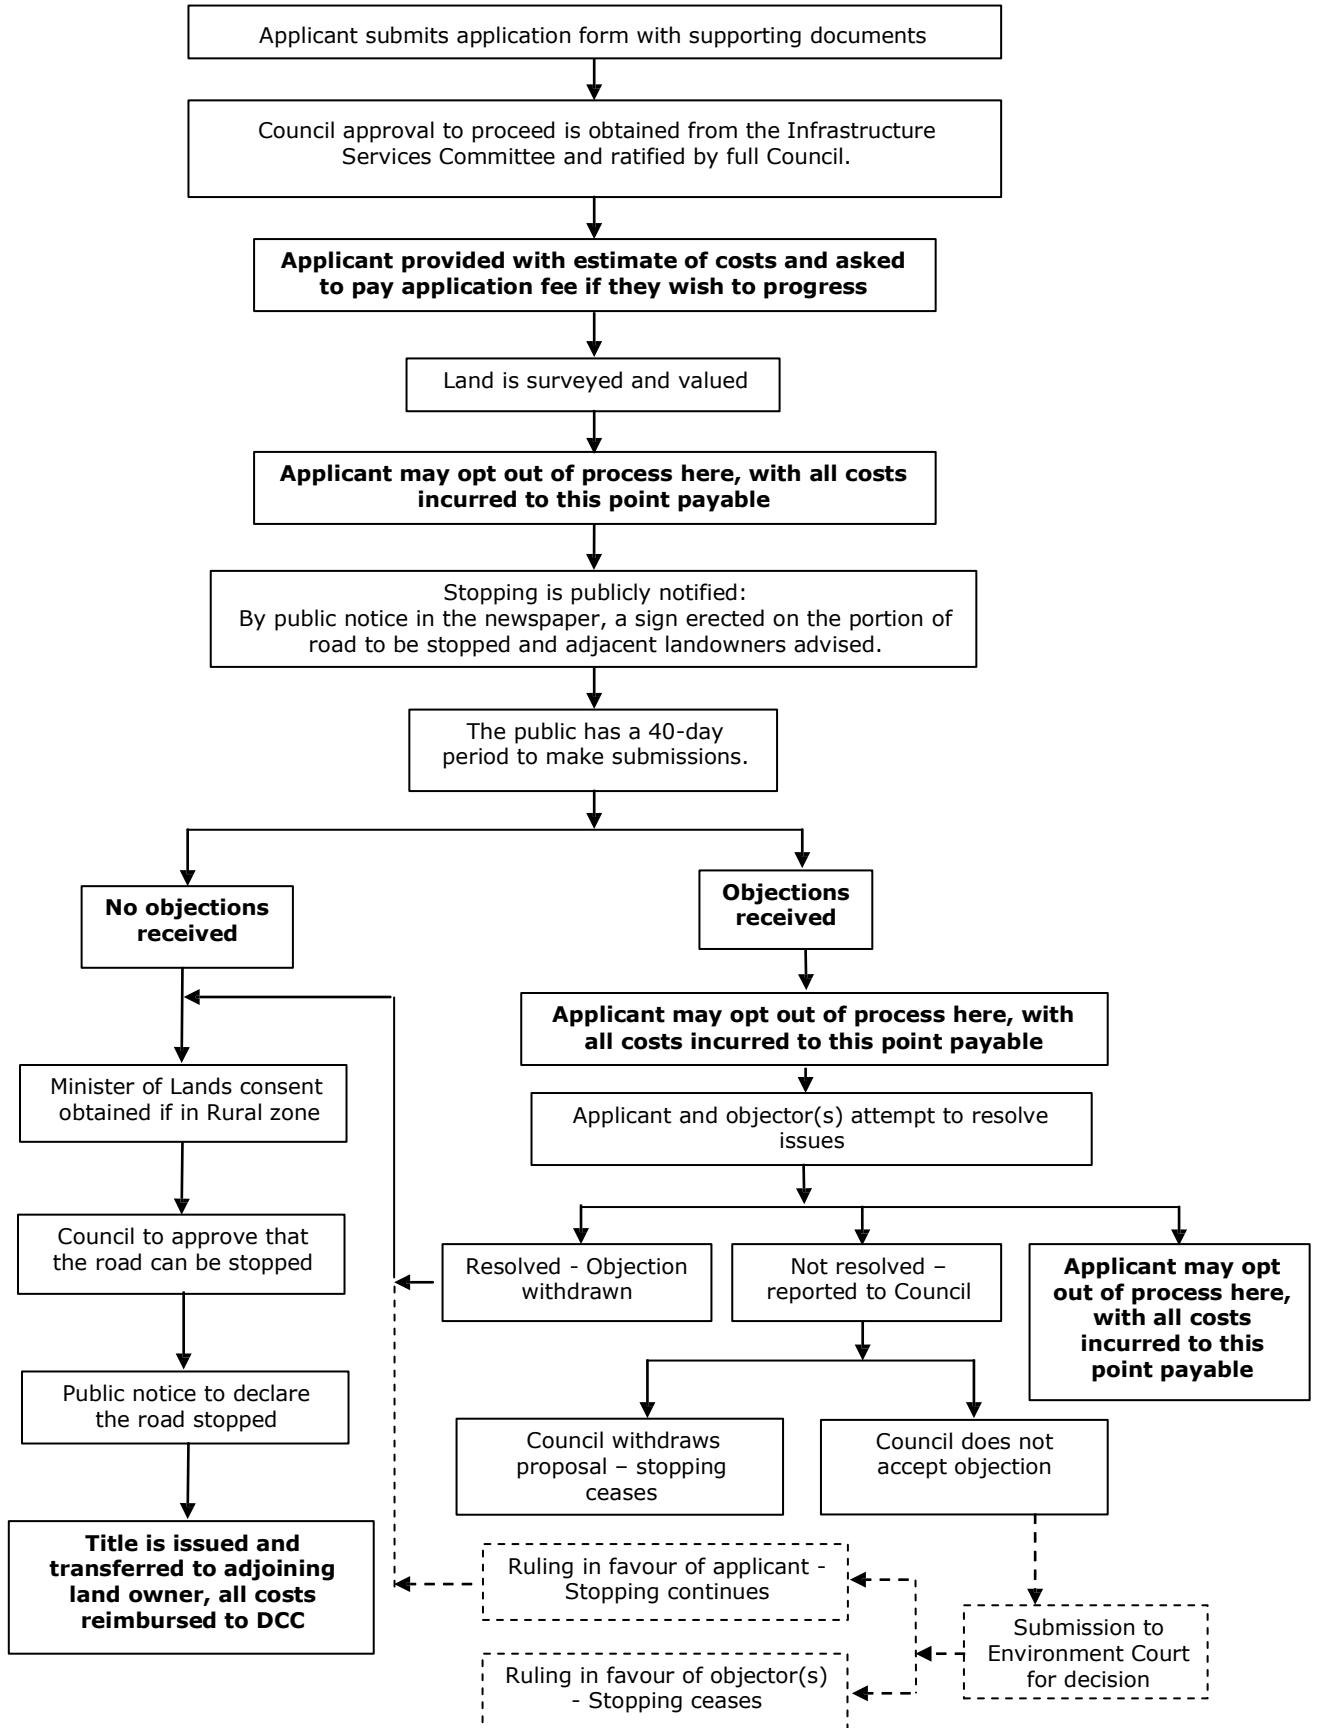 Applicant submits application form with supporting documents
Council approval to proceed is obtained from the Infrastructure
Services Committee and ratified by full Council.
Applicant provided with estimate of costs and asked
to pay application fee if they wish to progress
Land is surveyed and valued
Applicant may opt out of process here, with all costs
incurred to this point payable
Stopping is publicly notified:
By public notice in the newspaper, a sign erected on the portion of
road to be stopped and adjacent landowners advised.
The public has a 40-day
period to make submissions.
No objections
received
Objections
received
Applicant may opt out of process here, with
all costs incurred to this point payable
Minister of Lands consent
obtained if in Rural zone
Applicant and objector(s) attempt to resolve
issues
Council to approve that
the road can be stopped
Resolved - Objection
withdrawn
Not resolved –
reported to Council
Applicant may opt
out of process here,
with all costs
incurred to this
point payable
Public notice to declare
the road stopped
Council withdraws
proposal – stopping
ceases
Council does not
accept objection
Title is issued and
transferred to adjoining
land owner, all costs
reimbursed to DCC
Ruling in favour of applicant -
Stopping continues
Submission to
Environment Court
for decision
Ruling in favour of objector(s)
- Stopping ceases